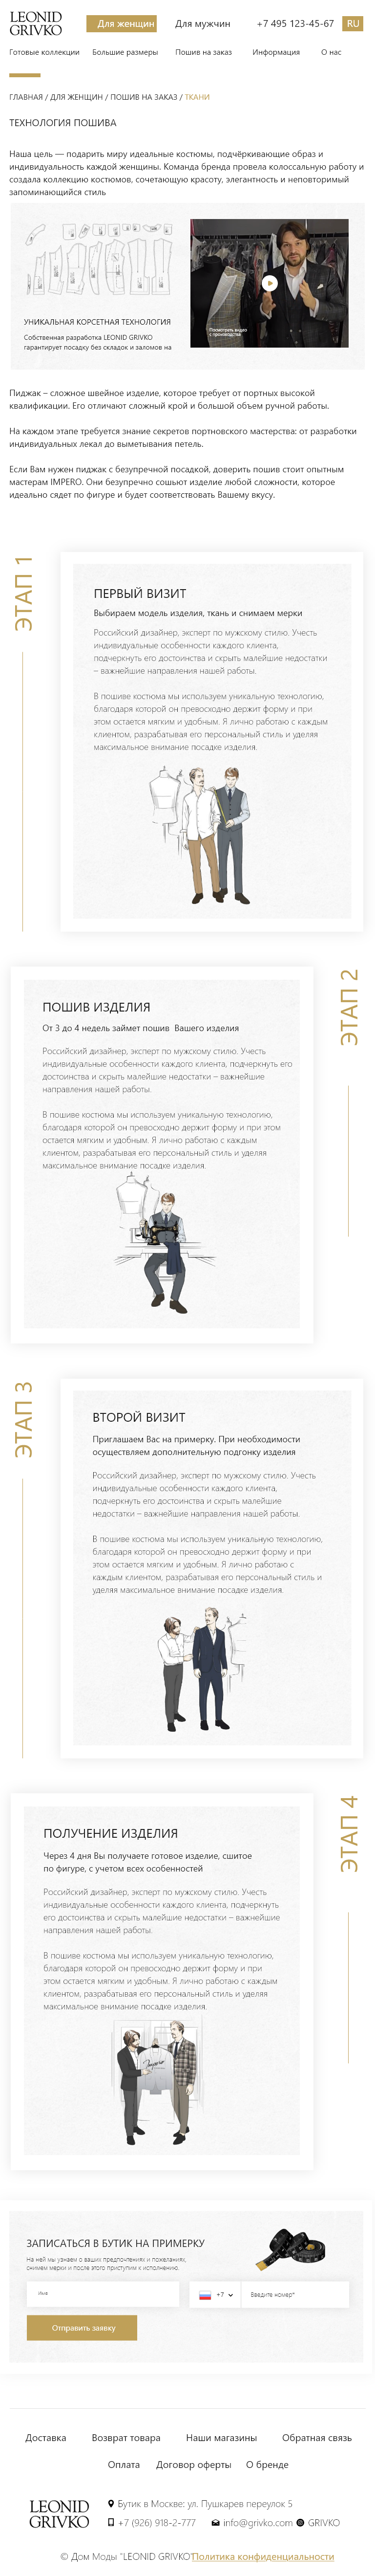 LEONID
GRIVKO
Для женщин
Для мужчин
+7 495 123-45-67
RU
Готовые коллекции
Большие размеры
Пошив на заказ
Информация
О нас
ГЛАВНАЯ / ДЛЯ ЖЕНЩИН / ПОШИВ НА ЗАКАЗ / ТКАНИ
ТЕХНОЛОГИЯ ПОШИВА
Наша цель — подарить миру идеальные костюмы, подчёркивающие образ и
индивидуальность каждой женщины. Команда бренда провела колоссальную работу и
создала коллекцию костюмов, сочетающую красоту, элегантность и неповторимый
запоминающийся стиль
УНИКАЛЬНАЯ КОРСЕТНАЯ ТЕХНОЛОГИЯ
Собственная разработка LEONID GRIVKO
гарантирует посадку без складок и заломов на
Посмотреть видео
с производства
Пиджак – сложное швейное изделие, которое требует от портных высокой
квалификации. Его отличают сложный крой и большой объем ручной работы.
На каждом этапе требуется знание секретов портновского мастерства: от разработки
индивидуальных лекал до выметывания петель.
Если Вам нужен пиджак с безупречной посадкой, доверить пошив стоит опытным
мастерам IMPERO. Они безупречно сошьют изделие любой сложности, которое
идеально сядет по фигуре и будет соответствовать Вашему вкусу.
ЭТАП 1
ПЕРВЫЙ ВИЗИТ
Выбираем модель изделия, ткань и снимаем мерки
Российский дизайнер, эксперт по мужскому стилю. Учесть
индивидуальные особенности каждого клиента,
подчеркнуть его достоинства и скрыть малейшие недостатки
– важнейшие направления нашей работы.
В пошиве костюма мы используем уникальную технологию,
благодаря которой он превосходно держит форму и при
этом остается мягким и удобным. Я лично работаю с каждым
клиентом, разрабатывая его персональный стиль и уделяя
максимальное внимание посадке изделия.
ЭТАП 2
ПОШИВ ИЗДЕЛИЯ
От 3 до 4 недель займет пошив Вашего изделия
Российский дизайнер, эксперт по мужскому стилю. Учесть
индивидуальные особенности каждого клиента, подчеркнуть его
достоинства и скрыть малейшие недостатки – важнейшие
направления нашей работы.
В пошиве костюма мы используем уникальную технологию,
благодаря которой он превосходно держит форму и при этом
остается мягким и удобным. Я лично работаю с каждым
клиентом, разрабатывая его персональный стиль и уделяя
максимальное внимание посадке изделия.
ЭТАП 3
ВТОРОЙ ВИЗИТ
Приглашаем Вас на примерку. При необходимости
осуществляем дополнительную подгонку изделия
Российский дизайнер, эксперт по мужскому стилю. Учесть
индивидуальные особенности каждого клиента,
подчеркнуть его достоинства и скрыть малейшие
недостатки – важнейшие направления нашей работы.
В пошиве костюма мы используем уникальную технологию,
благодаря которой он превосходно держит форму и при
этом остается мягким и удобным. Я лично работаю с
каждым клиентом, разрабатывая его персональный стиль и
уделяя максимальное внимание посадке изделия.
ЭТАП 4
ПОЛУЧЕНИЕ ИЗДЕЛИЯ
Через 4 дня Вы получаете готовое изделие, сшитое
по фигуре, с учетом всех особенностей
Российский дизайнер, эксперт по мужскому стилю. Учесть
индивидуальные особенности каждого клиента, подчеркнуть
его достоинства и скрыть малейшие недостатки – важнейшие
направления нашей работы.
В пошиве костюма мы используем уникальную технологию,
благодаря которой он превосходно держит форму и при
этом остается мягким и удобным. Я лично работаю с каждым
клиентом, разрабатывая его персональный стиль и уделяя
максимальное внимание посадке изделия.
Impero
ЗАПИСАТЬСЯ В БУТИК НА ПРИМЕРКУ
На ней мы узнаем о ваших предпочтениях и пожеланиях,
снимем мерки и после этого приступим к исполнению.
Имя
+7
Введите номер*
Отправить заявку
Доставка
Возврат товара
Наши магазины
Обратная связь
Оплата
Договор оферты
О бренде
LEONID
GRIVKO
Бутик в Москве: ул. Пушкарев переулок 5
+7 (926) 918-2-777
info@grivko.com
GRIVKO
© Дом Моды "LEONID GRIVKO"
Политика конфиденциальности